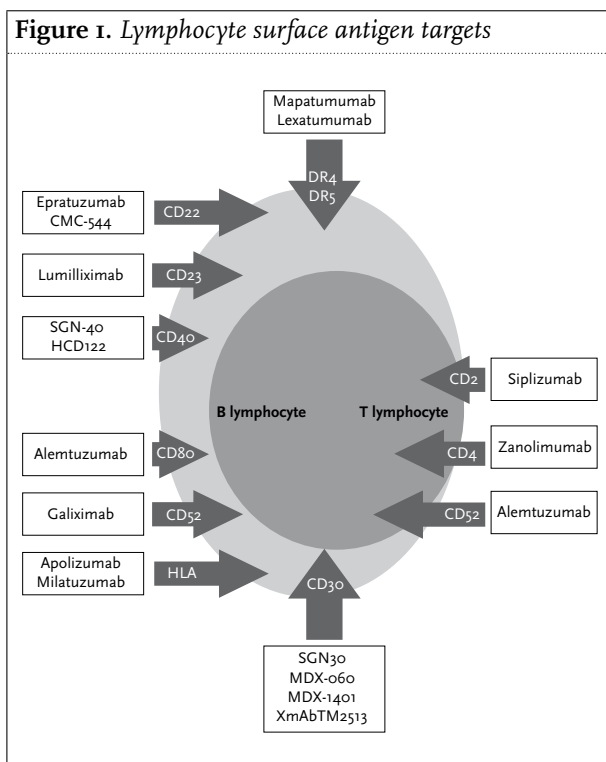 Figure 1. Lymphocyte surface antigen targets
Mapatumumab
Lexatumumab
DR4
DR5
Epratuzumab
CMC-544
CD22
Lumilliximab
CD23
SGN-40
HCD122
CD40
CD2
Siplizumab
B lymphocyte
T lymphocyte
Alemtuzumab
CD80
CD4
Zanolimumab
Galiximab
CD52
CD52
Alemtuzumab
Apolizumab
Milatuzumab
HLA
CD30
SGN30
MDX-060
MDX-1401
XmAbTM2513